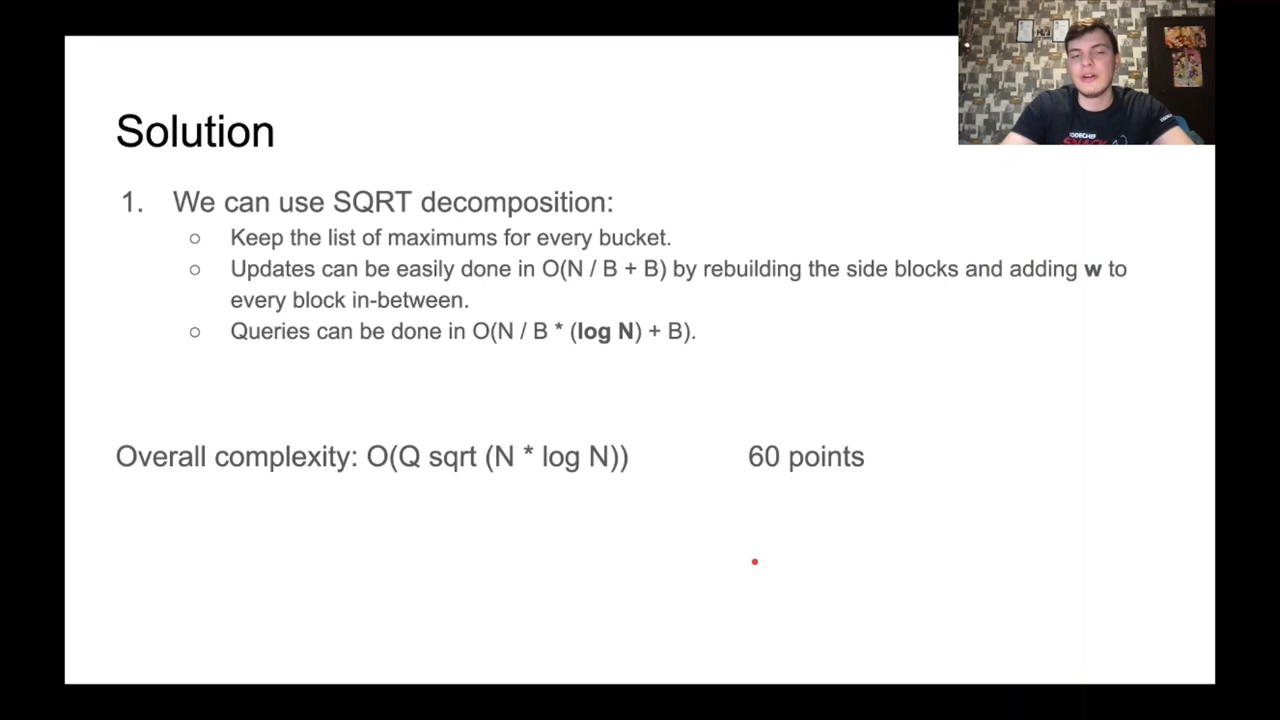 Solution
1. We can use SQRT decomposition:
○ Keep the list of maximums for every bucket.
○ Updates can be easily done in O(N / B + B) by rebuilding the side blocks and adding w to
every block in-between.
○ Queries can be done in O(N / B * (log N) + B).
Overall complexity: O(Q sqrt (N * log N)) 60 points
CODECHEF